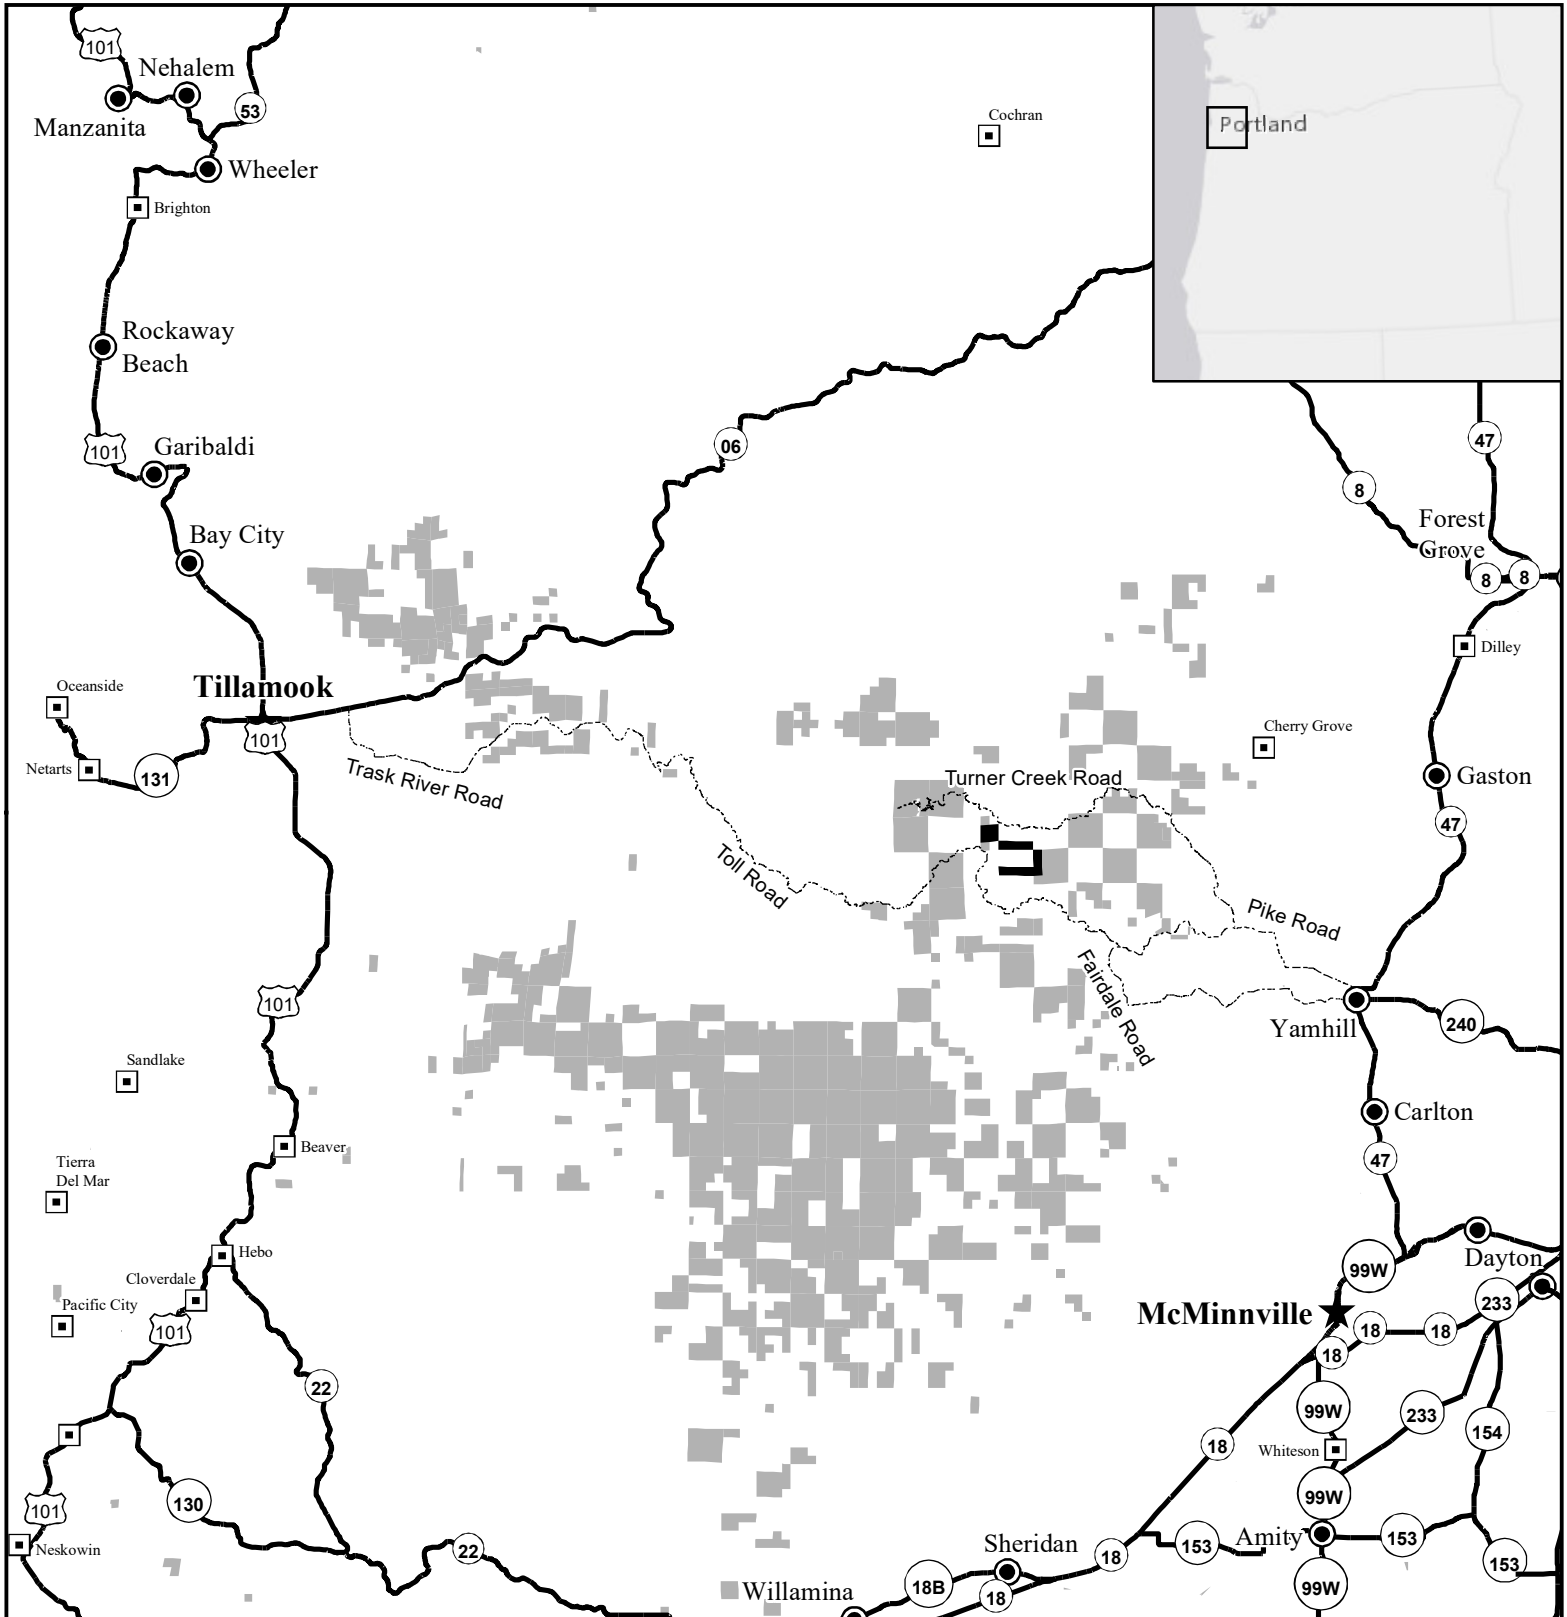 101
Nehalem
Manzanita
53
Cochran
Portland
Wheeler
Brighton
Rockaway
Beach
06
47
101
Garibaldi
8
Forest
Grove
Bay City
8
8
Dilley
Oceanside
Tillamook
101
Cherry Grove
Netarts
131
Trask River Road
Turner Creek Road
Gaston
47
Toll Road
Pike Road
Fairdale Road
101
Yamhill
240
Sandlake
Carlton
Beaver
47
Tierra
Del Mar
Hebo
Dayton
99W
Cloverdale
Pacific City
101
McMinnville
233
18
18
18
22
99W
233
154
18
Whiteson
99W
130
101
Neskowin
22
Sheridan
18
153
Amity
153
153
18B
18
99W
Willamina